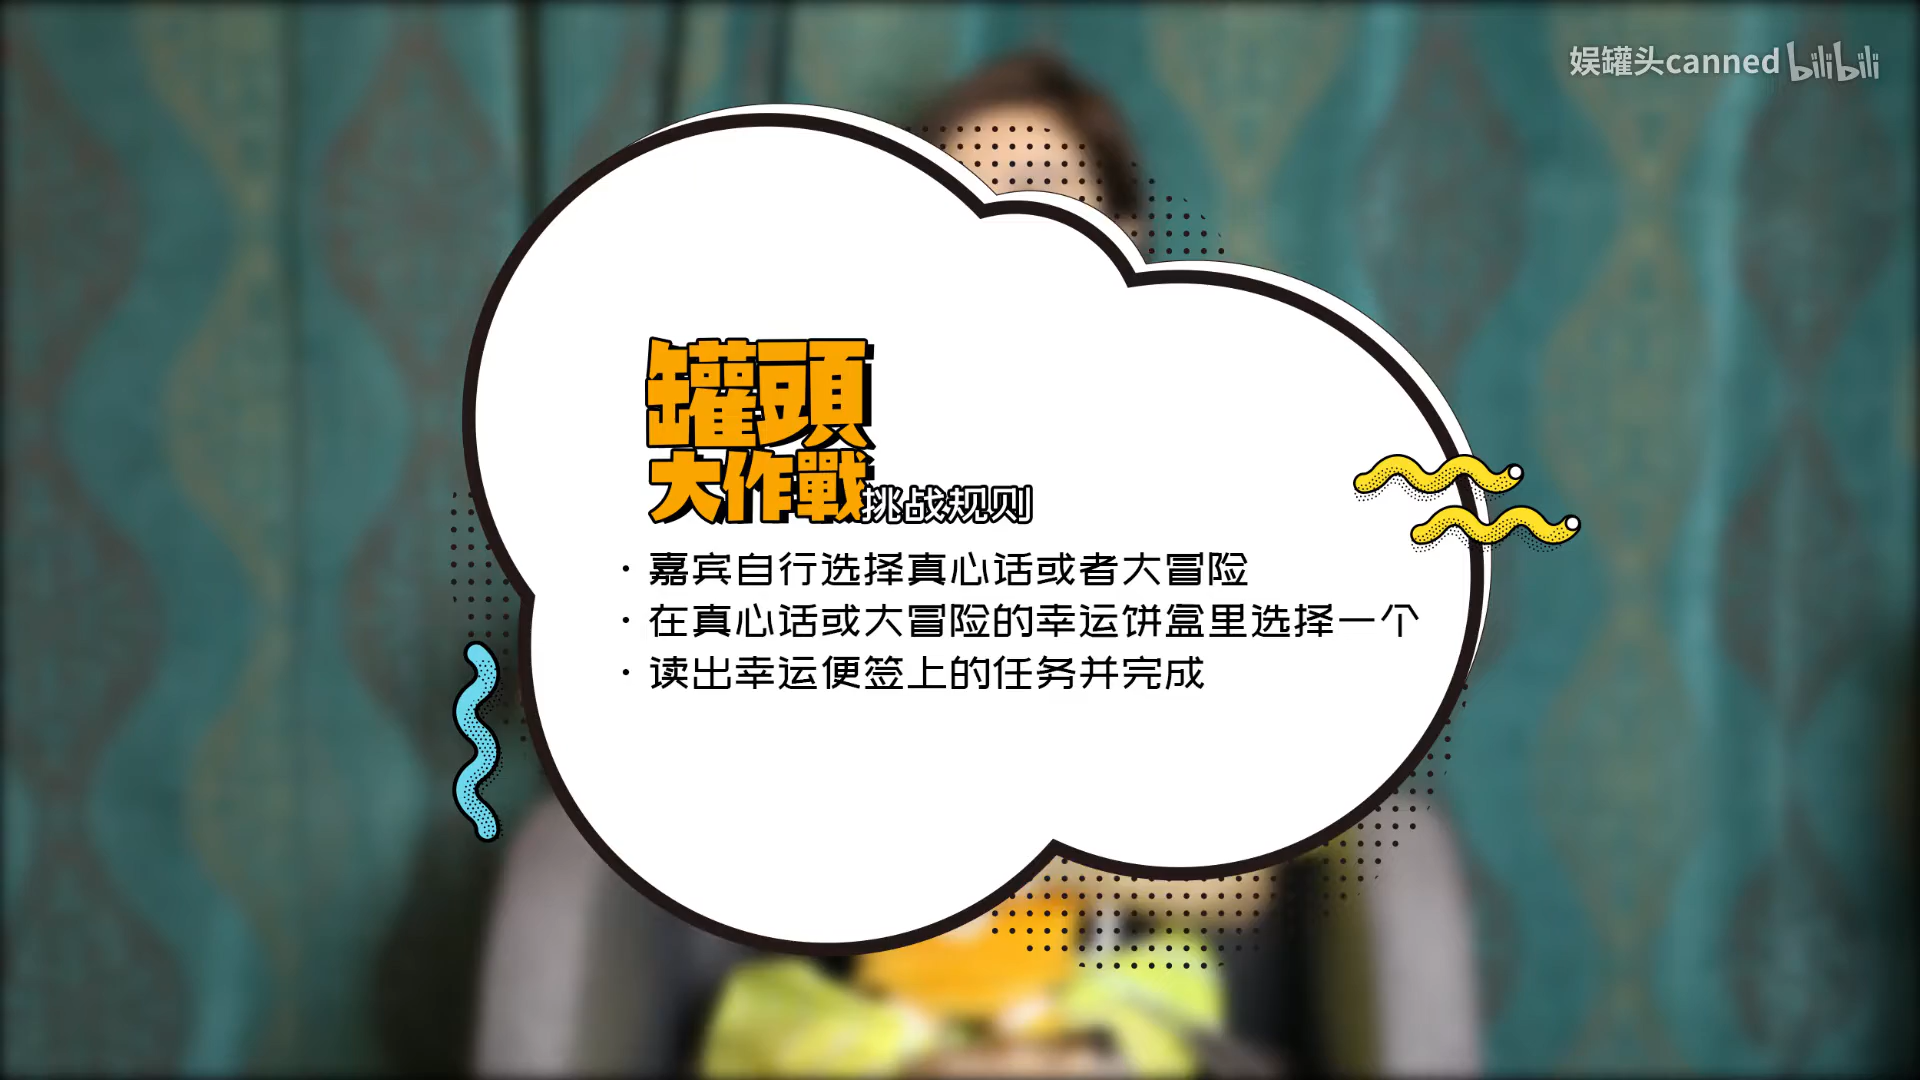 娱罐头canned bilibili
罐頭
大作戰挑战规则
·嘉宾自行选择真心话或者大冒险
·在真心话或大冒险的幸运饼盒里选择一个
·读出幸运便签上的任务并完成